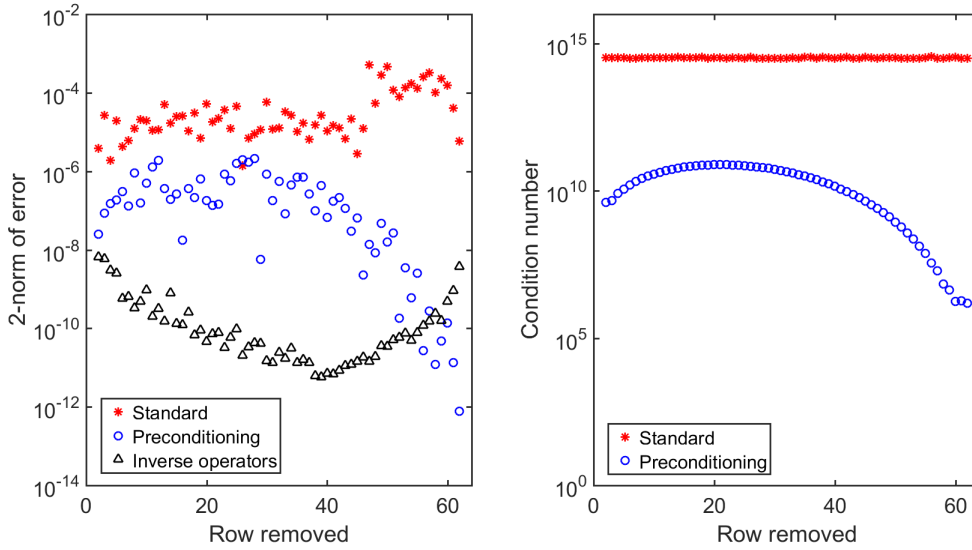 10^-2
10^-4
10^-6
10^-8
10^-10
10^-12
10^-14
2-norm of error
Standard
Preconditioning
Inverse operators
0 20 40 60
Row removed
10^15
10^10
10^5
10^0
Condition number
Standard
Preconditioning
0 20 40 60
Row removed